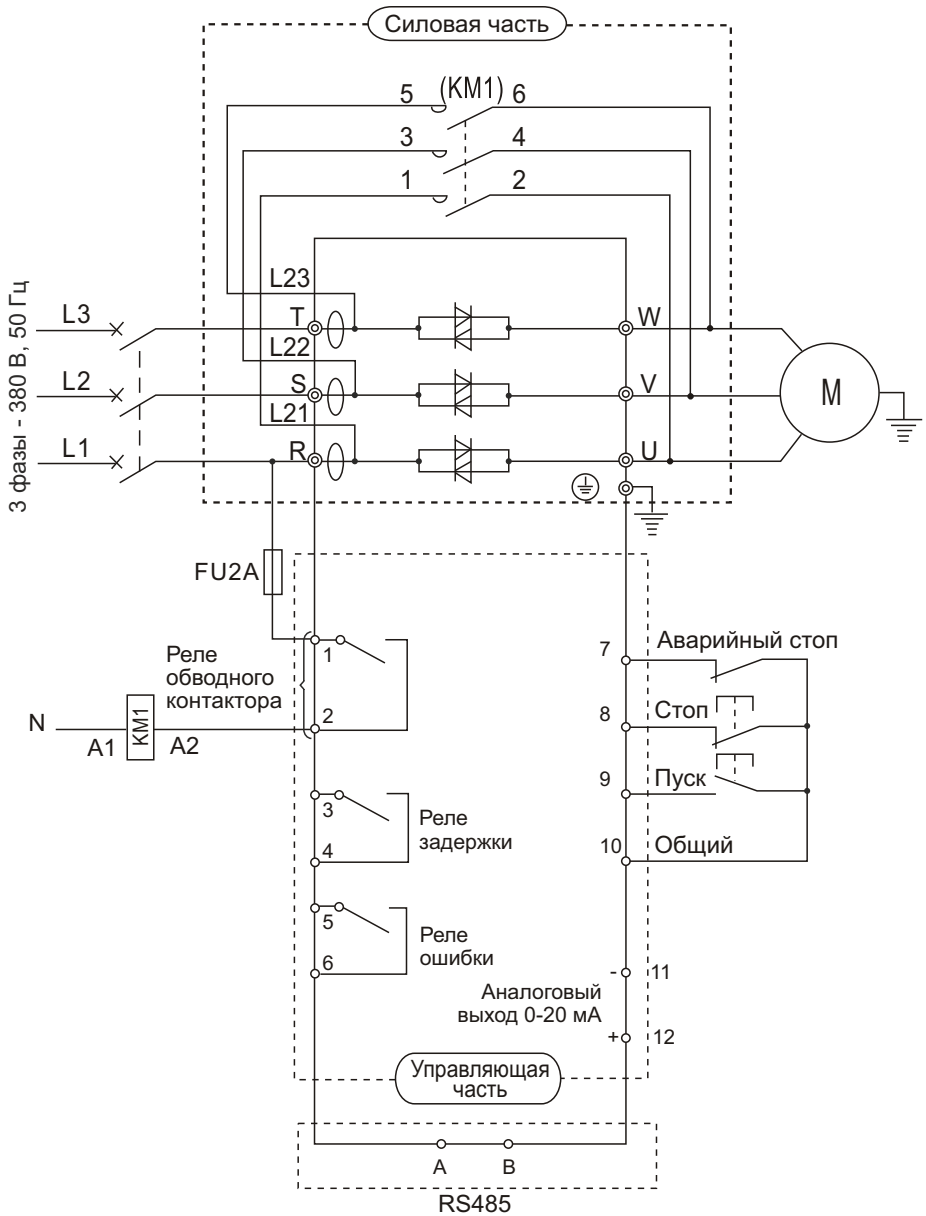 Силовая часть
(KM1)
5 6
3 4
1 2
L23
T W
L22
S V
L21
R U
3 фазы - 380 В, 50 Гц
L3
L2
L1
M
FU2A
Реле
обводного
контактора
1
2
N
A1
KM1
A2
3
4
Реле
задержки
5
6
Реле
ошибки
7 Аварийный стоп
8 Стоп
9 Пуск
10 Общий
- 11
Аналоговый
выход 0-20 мА
+ 12
Управляющая
часть
A B
RS485